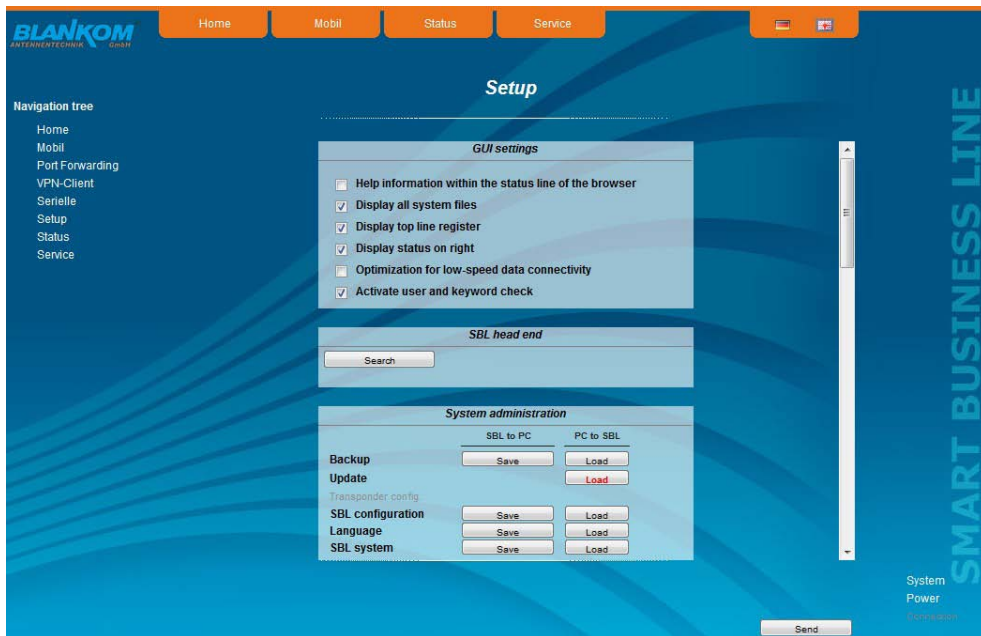 Home Mobil Status Service
BLANKOM
ANTENNENTECHNIK GmbH
Setup
Navigation tree
Home
Mobil
Port Forwarding
VPN-Client
Serielle
Setup
Status
Service
GUI settings
Help information within the status line of the browser
Display all system files
Display top line register
Display status on right
Optimization for low-speed data connectivity
Activate user and keyword check
SBL head end
Search
System administration
SBL to PC PC to SBL
Backup Save Load
Update Load
Transponder config.
SBL configuration Save Load
Language Save Load
SBL system Save Load
SMART BUSINESS LINE
System
Power
Connection
Send